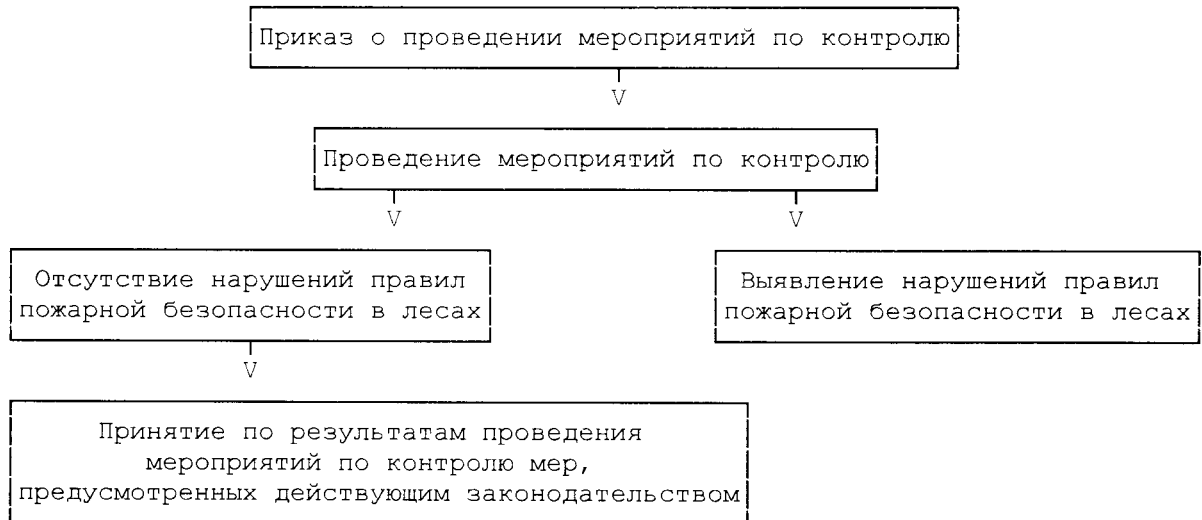 Приказ о проведении мероприятий по контролю
V
Проведение мероприятий по контролю
V
V
Отсутствие нарушений правил
пожарной безопасности в лесах
Выявление нарушений правил
пожарной безопасности в лесах
V
Принятие по результатам проведения
мероприятий по контролю мер,
предусмотренных действующим законодательством